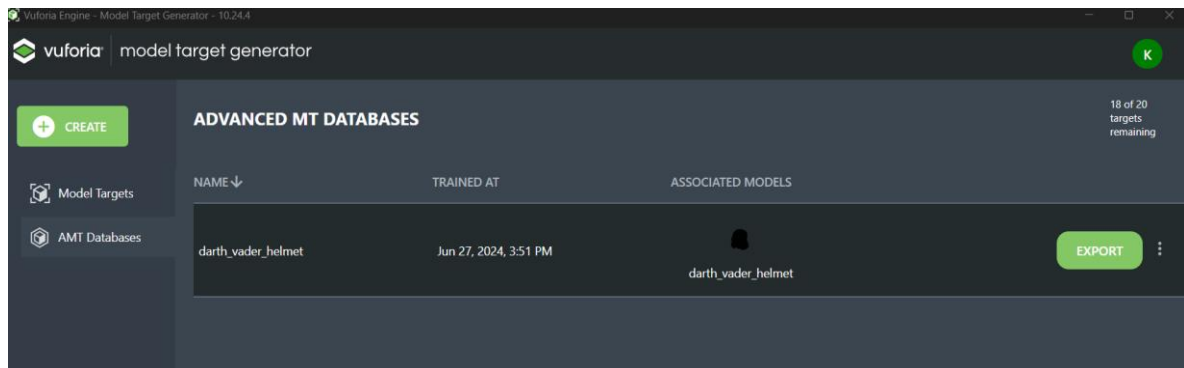 Vuforia Engine - Model Target Generator - 10.24.4
vuforia model target generator
K
CREATE
ADVANCED MT DATABASES
18 of 20
targets
remaining
Model Targets
AMT Databases
NAME TRAINED AT ASSOCIATED MODELS
darth_vader_helmet Jun 27, 2024, 3:51 PM
darth_vader_helmet
EXPORT